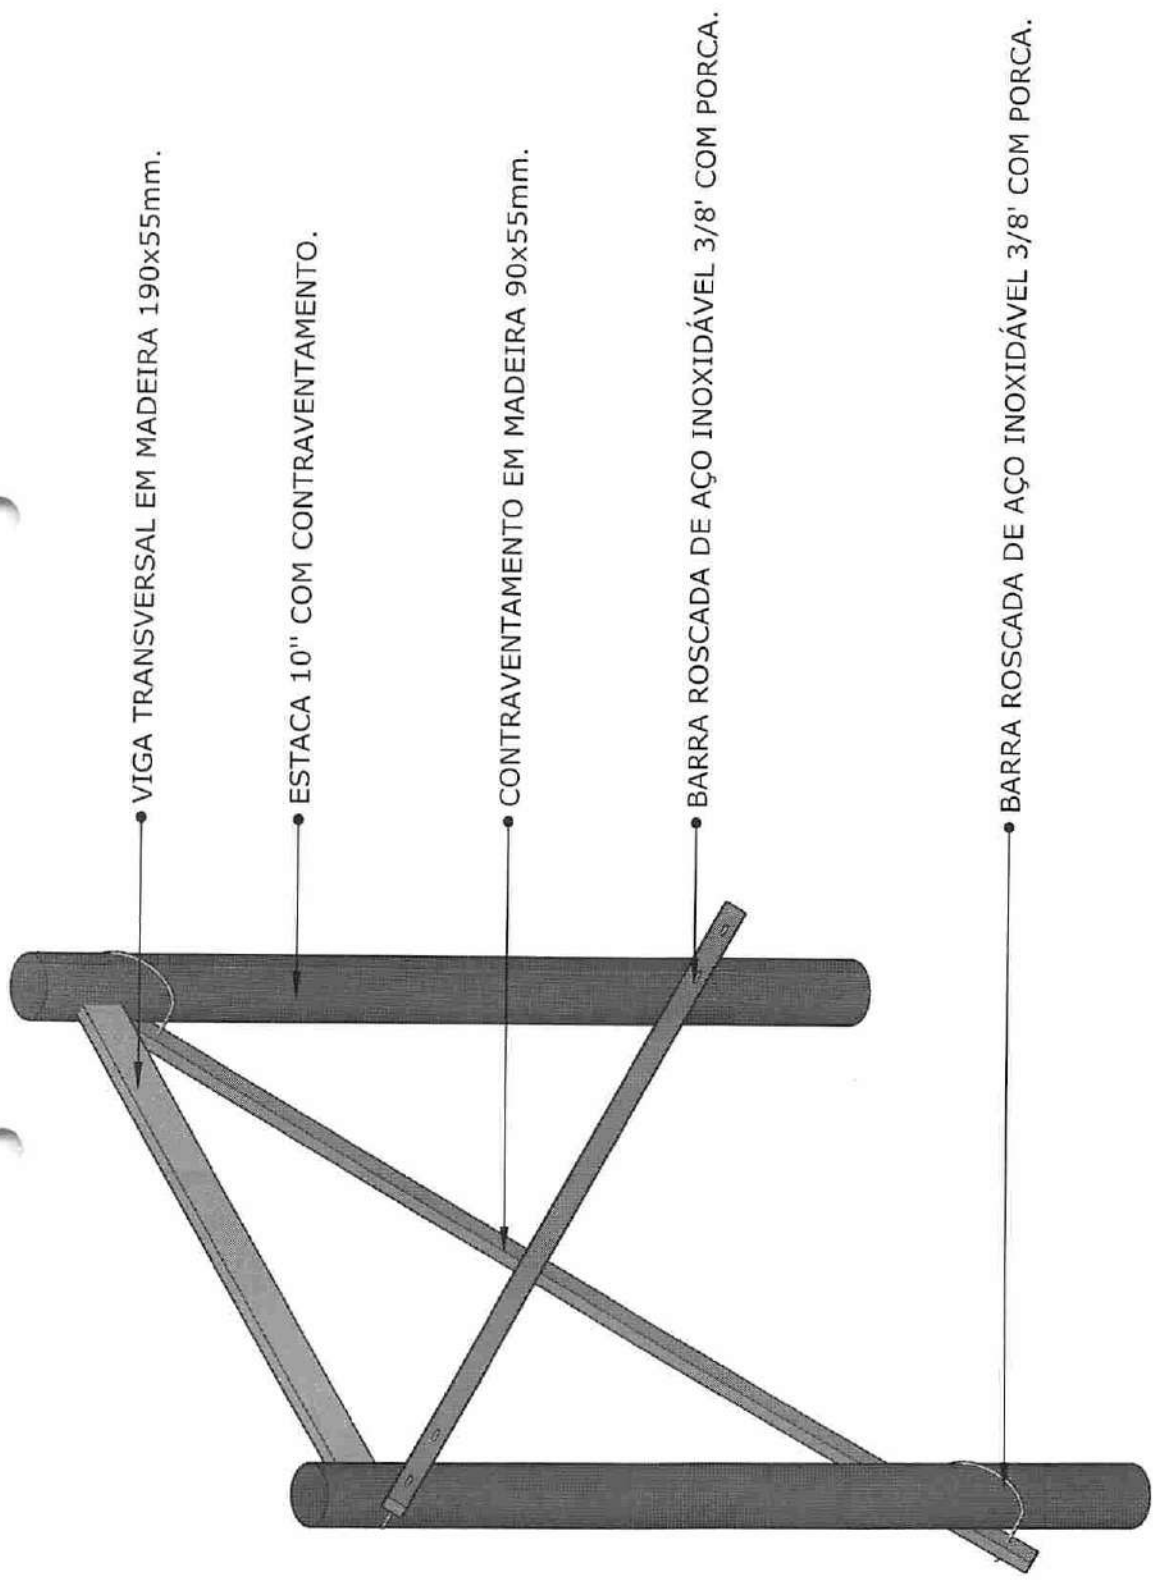 VIGA TRANSVERSAL EM MADEIRA 190x55mm.
ESTACA 10" COM CONTRAVENTAMENTO.
CONTRAVENTAMENTO EM MADEIRA 90x55mm.
BARRA ROSCADA DE AÇO INOXIDÁVEL 3/8' COM PORCA.
BARRA ROSCADA DE AÇO INOXIDÁVEL 3/8' COM PORCA.